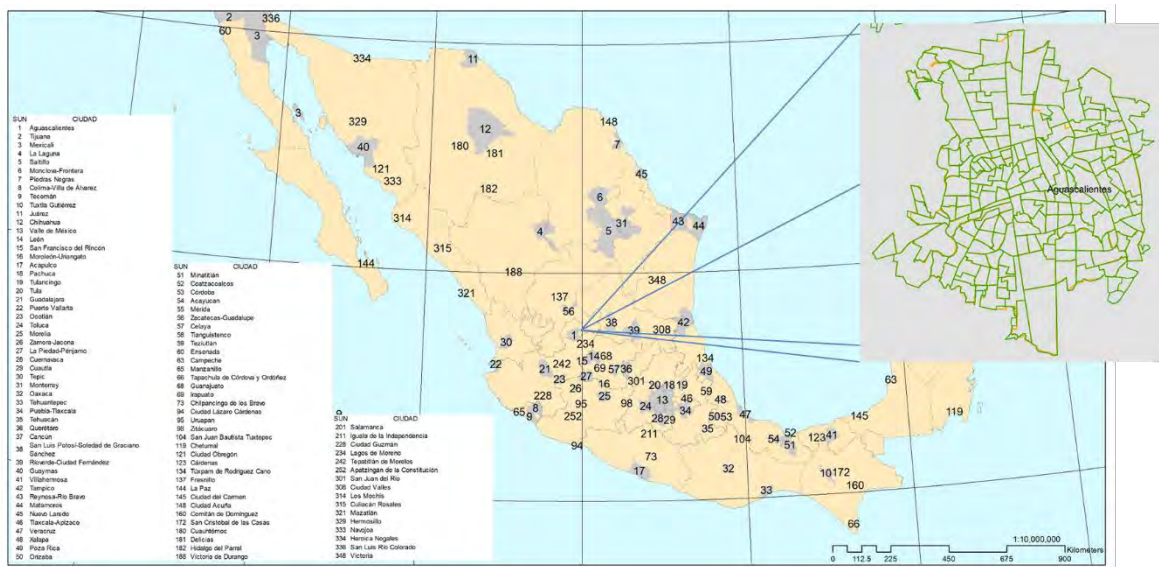 2 336
60
3
334
11
3
329
40
12
148
7
180
181
121
333
182
45
6
314
4
31
5
43
44
315
144
188
348
321
137
56
38
39
308
42
1
234
30
22
134
21
242
15
14
68
69
57
36
49
23
27
26
16
301
20
18
19
59
63
228
95
25
98
24
13
46
48
65
9
8
252
28
29
34
50
53
47
145
119
94
211
35
104
54
52
51
123
41
73
17
32
33
10
172
160
66
9
Aguascalientes
SUN CIUDAD
1 Aguascalientes
2 Tijuana
3 Mexicali
4 La Laguna
5 Saltillo
6 Monclova-Frontera
7 Piedras Negras
8 Colima-Villa de Álvarez
9 Tecomán
10 Tuxtla Gutiérrez
11 Juárez
12 Chihuahua
13 Valle de México
14 León
15 San Francisco del Rincón
16 Moroleón-Uriangato
17 Acapulco
18 Pachuca
19 Tulancingo
20 Tula
21 Guadalajara
22 Puerto Vallarta
23 Ocotlán
24 Toluca
25 Morelia
26 Zamora-Jacona
27 La Piedad-Pénjamo
28 Cuernavaca
29 Cuautla
30 Tepic
31 Monterrey
32 Oaxaca
33 Tehuantepec
34 Puebla-Tlaxcala
35 Tehuacán
36 Querétaro
37 Cancún
38 San Luis Potosí-Soledad de Graciano Sánchez
39 Rioverde-Ciudad Fernández
40 Guaymas
41 Villahermosa
42 Tampico
43 Reynosa-Río Bravo
44 Matamoros
45 Nuevo Laredo
46 Tlaxcala-Apizaco
47 Veracruz
48 Xalapa
49 Poza Rica
50 Orizaba
SUN CIUDAD
51 Minatitlán
52 Coatzacoalcos
53 Córdoba
54 Acayucan
55 Mérida
56 Zacatecas-Guadalupe
57 Celaya
58 Tianguistenco
59 Teziutlán
60 Ensenada
63 Campeche
65 Manzanillo
66 Tapachula de Córdova y Ordóñez
68 Guanajuato
69 Irapuato
73 Chilpancingo de los Bravo
94 Ciudad Lázaro Cárdenas
95 Uruapan
98 Zitácuaro
104 San Juan Bautista Tuxtepec
119 Chetumal
121 Ciudad Obregón
123 Cárdenas
134 Túxpam de Rodríguez Cano
137 Fresnillo
144 La Paz
145 Ciudad del Carmen
148 Ciudad Acuña
160 Comitán de Domínguez
172 San Cristóbal de las Casas
180 Cuauhtémoc
181 Delicias
182 Hidalgo del Parral
188 Victoria de Durango
SUN CIUDAD
201 Salamanca
211 Iguala de la Independencia
228 Ciudad Guzmán
234 Lagos de Moreno
242 Tepatitlán de Morelos
252 Apatzingán de la Constitución
301 San Juan del Río
308 Ciudad Valles
314 Los Mochis
315 Culiacán Rosales
321 Mazatlán
329 Hermosillo
333 Navojoa
334 Heroica Nogales
336 San Luis Río Colorado
348 Victoria
1:10,000,000
Kilometers
0 112.5 225 450 675 900